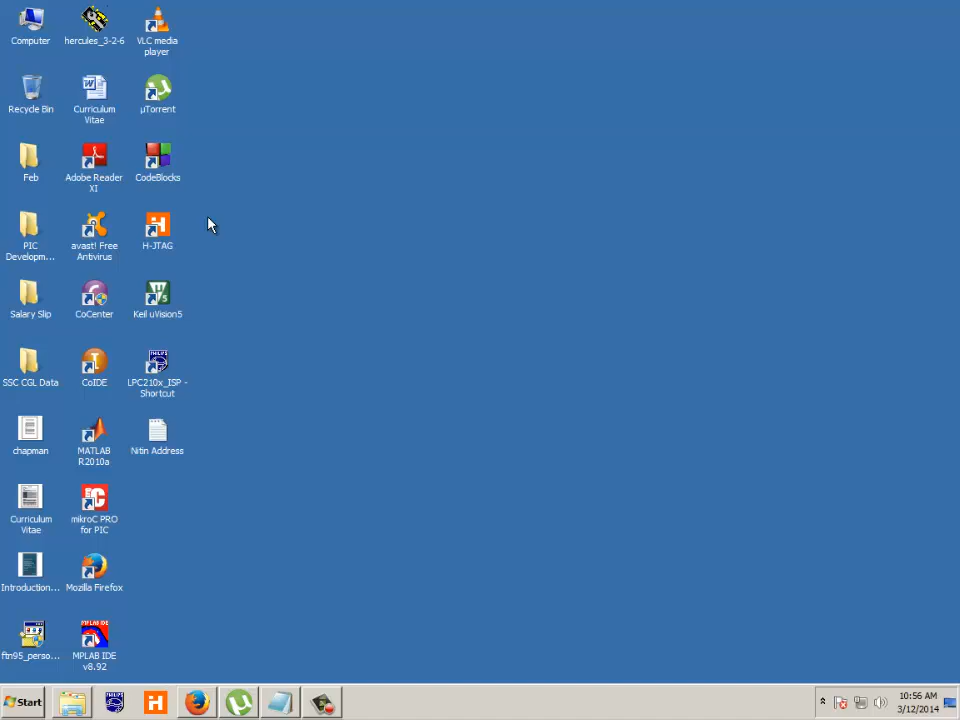 Computer
hercules_3-2-6
VLC media
player
Recycle Bin
Curriculum
Vitae
µTorrent
Feb
Adobe Reader
XI
CodeBlocks
PIC
Developm...
avast! Free
Antivirus
H-JTAG
Salary Slip
CoCenter
Keil uVision5
SSC CGL Data
CoIDE
LPC210x_ISP -
Shortcut
chapman
MATLAB
R2010a
Nitin Address
Curriculum
Vitae
mikroC PRO
for PIC
Introduction...
Mozilla Firefox
ftn95_perso...
MPLAB IDE
v8.92
Start
10:56 AM
3/12/2014